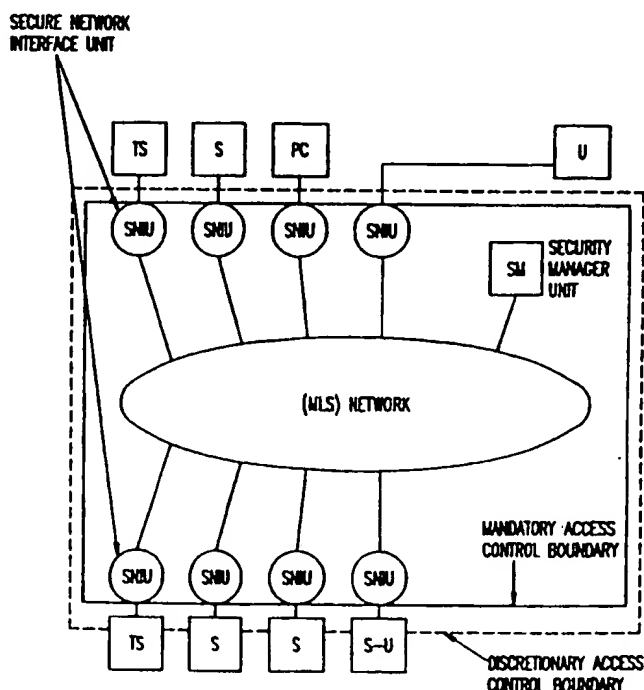 SECURE NETWORK
INTERFACE UNIT
TS
S
PC
U
SNIU
SNIU
SNIU
SNIU
SM
SECURITY
MANAGER
UNIT
(MLS) NETWORK
MANDATORY ACCESS
CONTROL BOUNDARY
SNIU
SNIU
SNIU
SNIU
TS
S
S
S-U
DISCRETIONARY ACCESS
CONTROL BOUNDARY